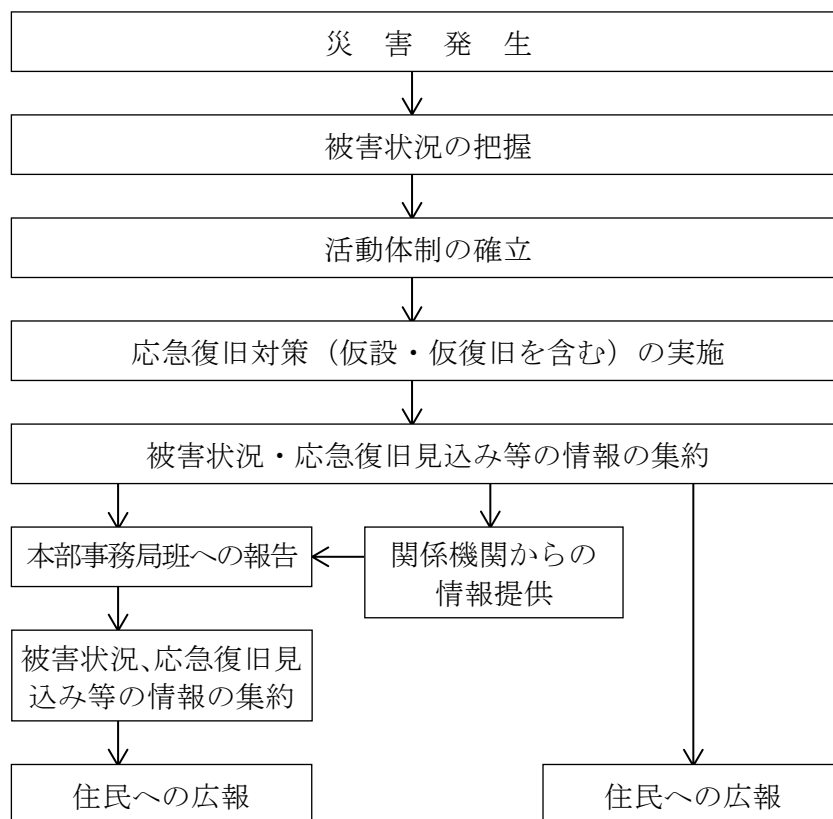 災 害 発 生
被害状況の把握
活動体制の確立
応急復旧対策（仮設・仮復旧を含む）の実施
被害状況・応急復旧見込み等の情報の集約
本部事務局班への報告
関係機関からの
情報提供
被害状況、応急復旧見
込み等の情報の集約
住民への広報
住民への広報